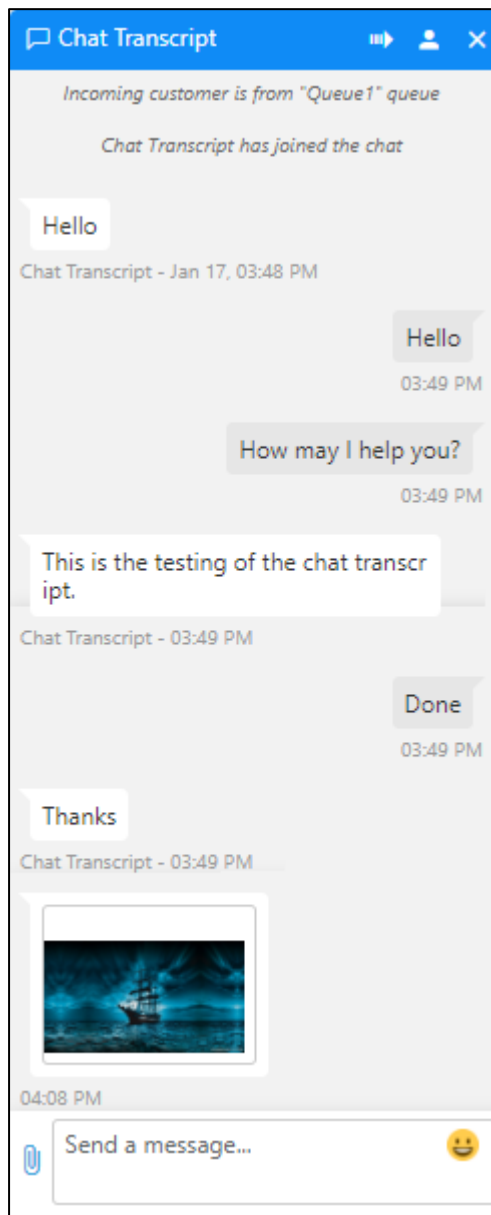 Chat Transcript
Incoming customer is from "Queue1" queue
Chat Transcript has joined the chat
Hello
Chat Transcript - Jan 17, 03:48 PM
Hello
03:49 PM
How may I help you?
03:49 PM
This is the testing of the chat transcr
ipt.
Chat Transcript - 03:49 PM
Done
03:49 PM
Thanks
Chat Transcript - 03:49 PM
04:08 PM
Send a message...